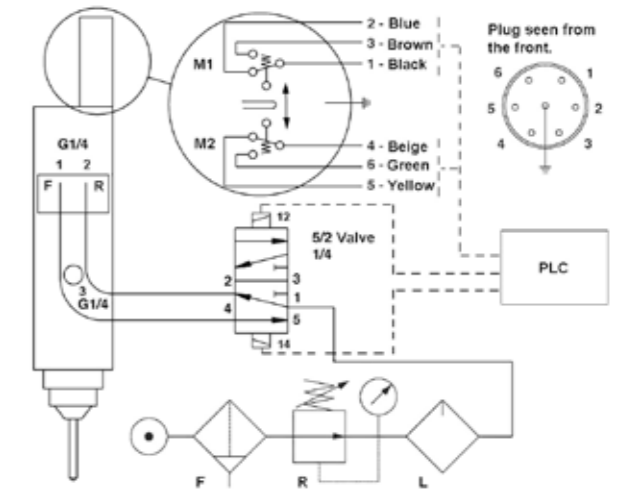 2 - Blue
3 - Brown
1 - Black
M1
Plug seen from
the front.
6
1
5
2
4
3
G1/4
1 2
F R
M2
4 - Beige
6 - Green
5 - Yellow
12
5/2 Valve
1/4
2
3
1
4
5
14
3
G1/4
PLC
F
R
L